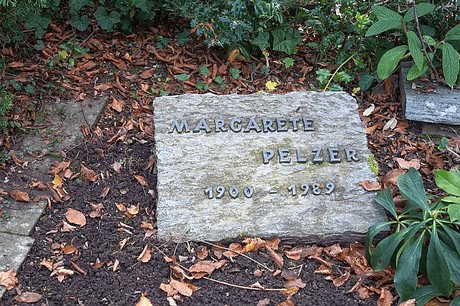 MARGARETE
PELZER
1900 - 1989